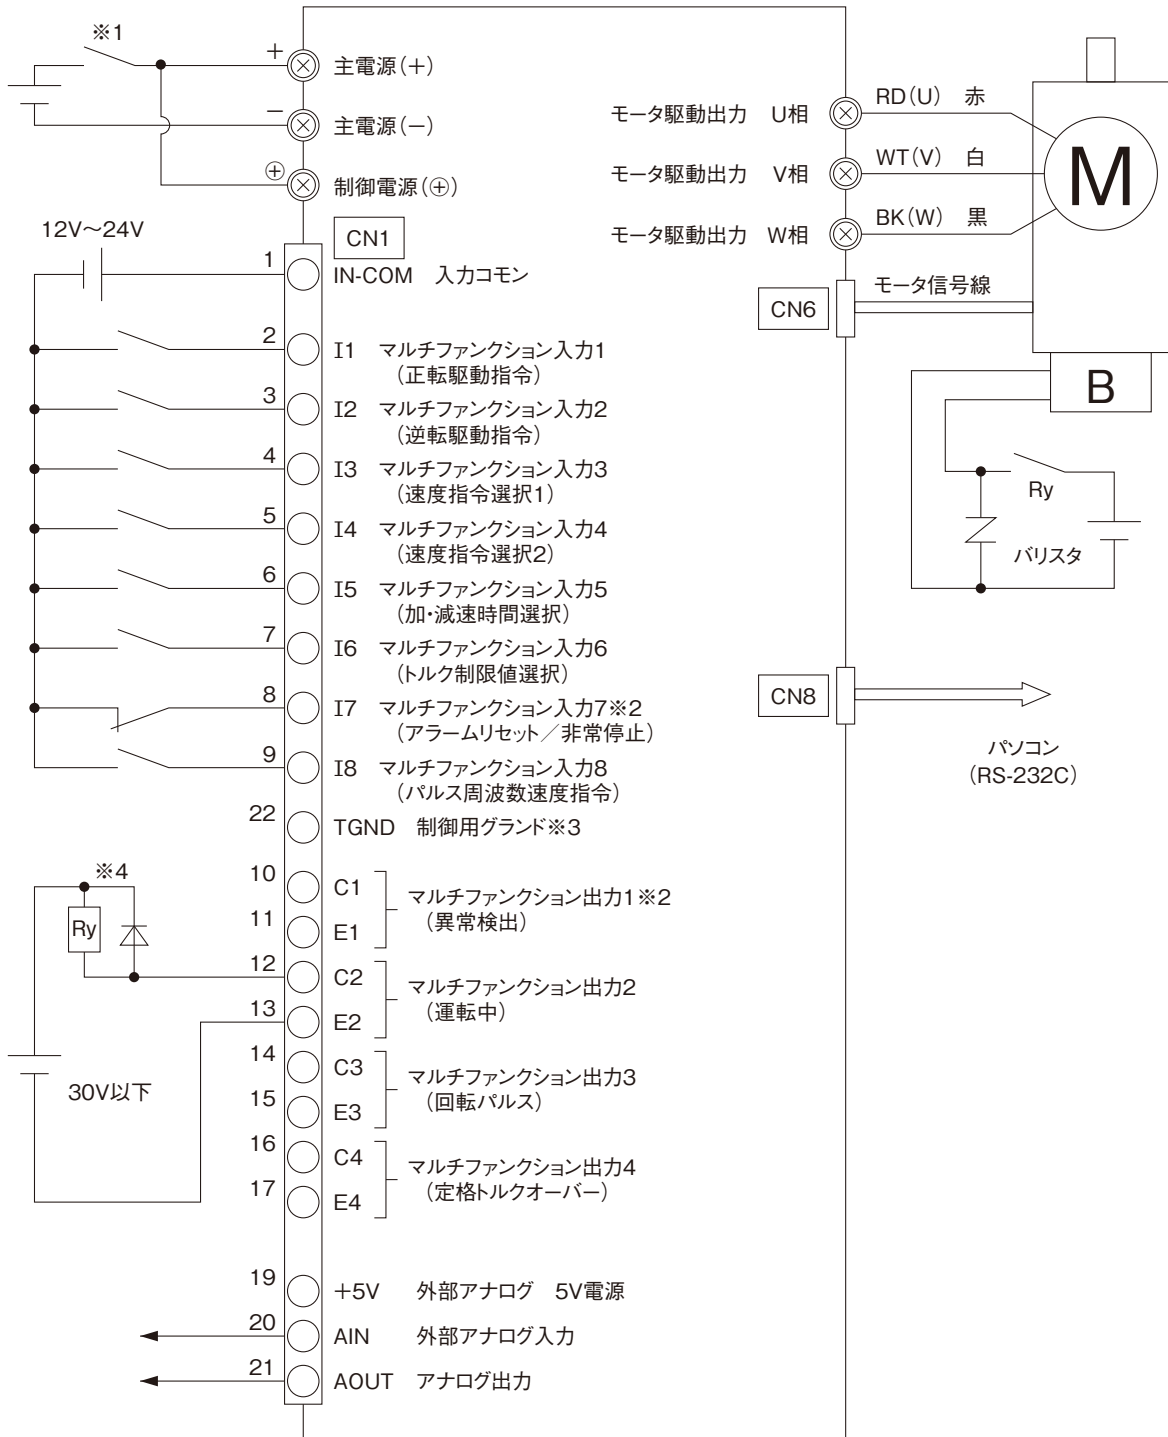 ※1
+ 主電源(+)
− 主電源(−)
⊕ 制御電源(⊕)
モータ駆動出力 U相 RD(U) 赤
モータ駆動出力 V相 WT(V) 白
モータ駆動出力 W相 BK(W) 黒
M
モータ信号線
CN6
B
Ry
バリスタ
CN8
パソコン
(RS-232C)
12V～24V
CN1
1 IN-COM 入力コモン
2 I1 マルチファンクション入力1
(正転駆動指令)
3 I2 マルチファンクション入力2
(逆転駆動指令)
4 I3 マルチファンクション入力3
(速度指令選択1)
5 I4 マルチファンクション入力4
(速度指令選択2)
6 I5 マルチファンクション入力5
(加・減速時間選択)
7 I6 マルチファンクション入力6
(トルク制限値選択)
8 I7 マルチファンクション入力7※2
(アラームリセット／非常停止)
9 I8 マルチファンクション入力8
(パルス周波数速度指令)
22 TGND 制御用グランド※3
※4
Ry
30V以下
10 C1 マルチファンクション出力1※2
11 E1 (異常検出)
12 C2 マルチファンクション出力2
13 E2 (運転中)
14 C3 マルチファンクション出力3
15 E3 (回転パルス)
16 C4 マルチファンクション出力4
17 E4 (定格トルクオーバー)
19 +5V 外部アナログ 5V電源
20 AIN 外部アナログ入力
21 AOUT アナログ出力